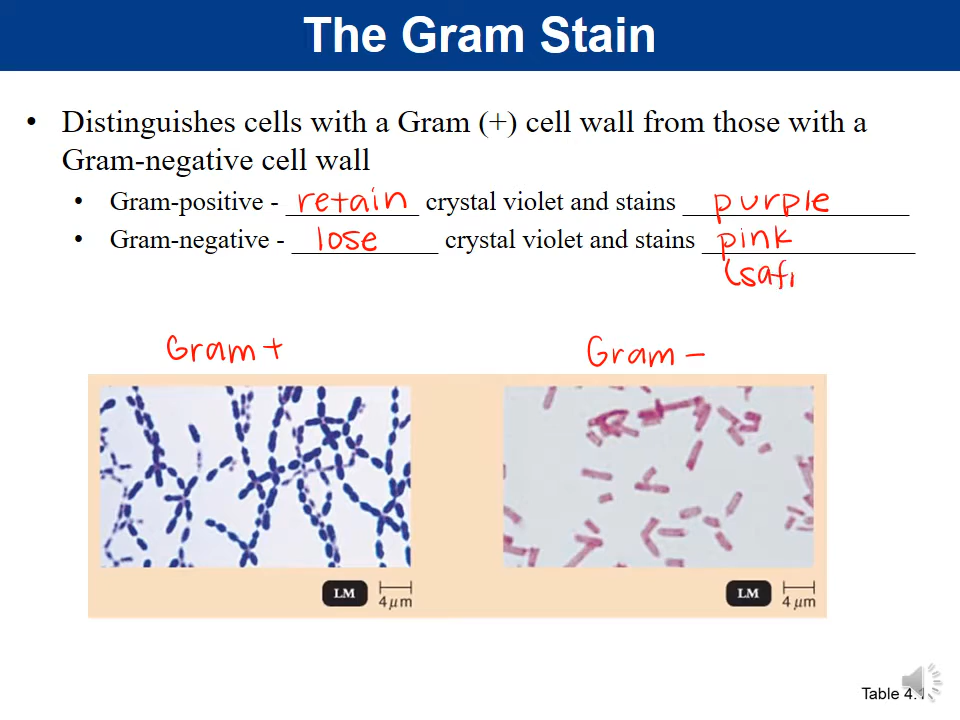 The Gram Stain
• Distinguishes cells with a Gram (+) cell wall from those with a
Gram-negative cell wall
• Gram-positive - retain crystal violet and stains purple
• Gram-negative - lose crystal violet and stains pink
(safr
Gram +
Gram -
LM 4 μm
LM 4 μm
Table 4.1